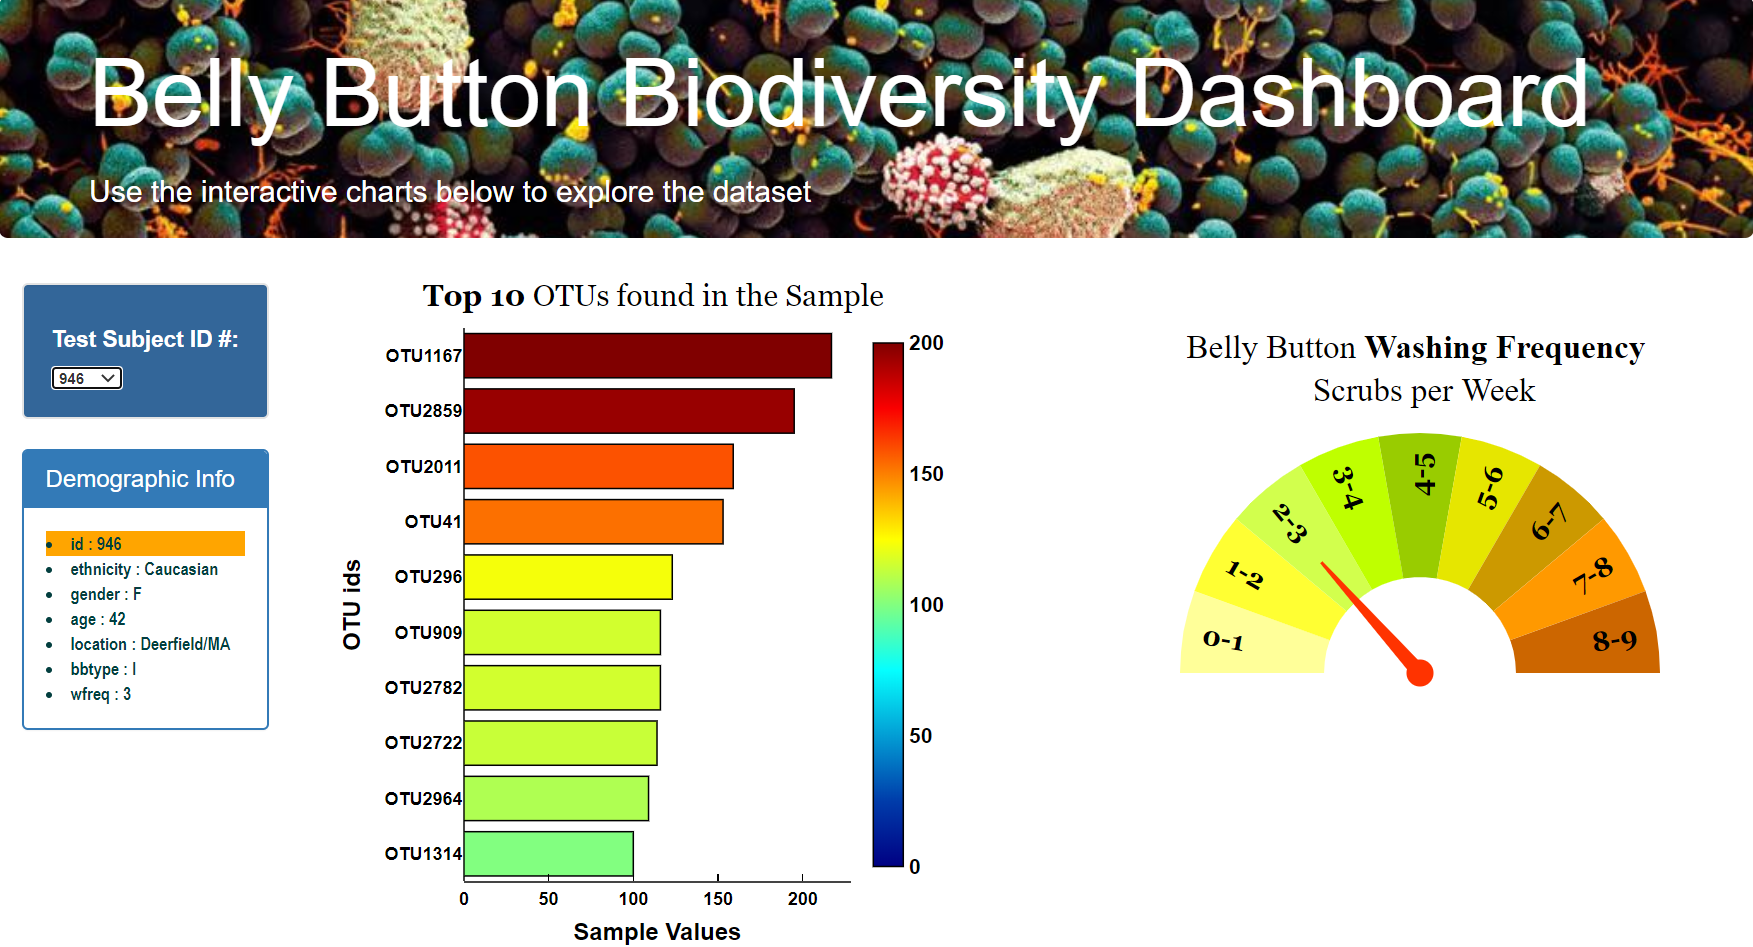 Belly Button Biodiversity Dashboard
Use the interactive charts below to explore the dataset
Test Subject ID #:
946
Demographic Info
id : 946
ethnicity : Caucasian
gender : F
age : 42
location : Deerfield/MA
bbtype : I
wfreq : 3
Top 10 OTUs found in the Sample
OTU ids
OTU1167
OTU2859
OTU2011
OTU41
OTU296
OTU909
OTU2782
OTU2722
OTU2964
OTU1314
0 50 100 150 200
Sample Values
200
150
100
50
0
Belly Button Washing Frequency
Scrubs per Week
0-1
1-2
2-3
3-4
4-5
5-6
6-7
7-8
8-9